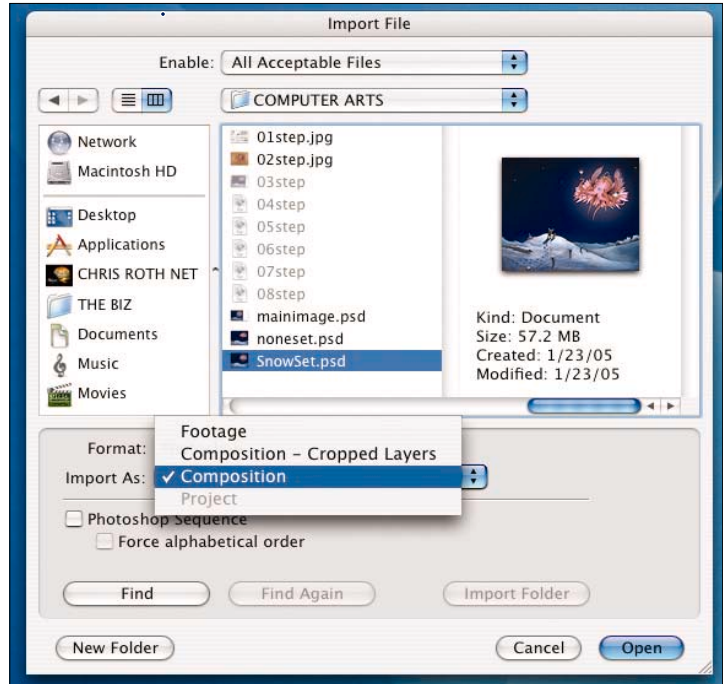 Import File
Enable: All Acceptable Files
COMPUTER ARTS
Network
Macintosh HD
Desktop
Applications
CHRIS ROTH NET
THE BIZ
Documents
Music
Movies
01step.jpg
02step.jpg
03step
04step
05step
06step
07step
08step
mainimage.psd
noneset.psd
SnowSet.psd
Kind: Document
Size: 57.2 MB
Created: 1/23/05
Modified: 1/23/05
Format:
Import As:
Footage
Composition – Cropped Layers
✓ Composition
Project
Photoshop Sequence
Force alphabetical order
Find
Find Again
Import Folder
New Folder
Cancel
Open